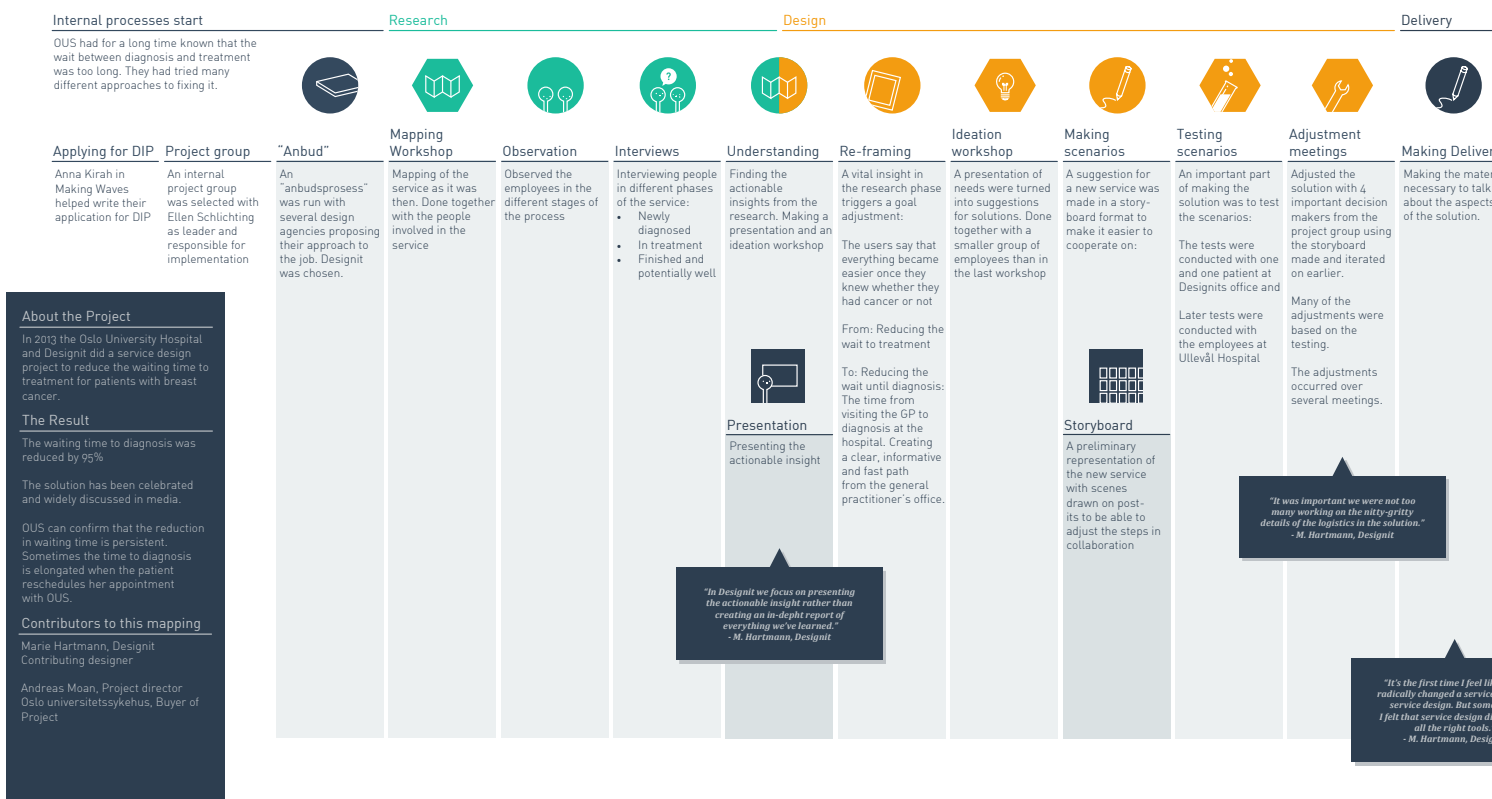 Internal processes start
Research
Design
Delivery
OUS had for a long time known that the
wait between diagnosis and treatment
was too long. They had tried many
different approaches to fixing it.
?
Applying for DIP
Anna Kirah in
Making Waves
helped write their
application for DIP
Project group
An internal
project group
was selected with
Ellen Schlichting
as leader and
responsible for
implementation
"Anbud"
An
"anbudsprosess"
was run with
several design
agencies proposing
their approach to
the job. Designit
was chosen.
Mapping
Workshop
Mapping of the
service as it was
then. Done together
with the people
involved in the
service
Observation
Observed the
employees in the
different stages of
the process
Interviews
Interviewing people
in different phases
of the service:
• Newly
diagnosed
• In treatment
• Finished and
potentially well
Understanding
Finding the
actionable
insights from the
research. Making a
presentation and an
ideation workshop
Presentation
Presenting the
actionable insight
"In Designit we focus on presenting
the actionable insight rather than
creating an in-depht report of
everything we've learned."
- M. Hartmann, Designit
Re-framing
A vital insight in
the research phase
triggers a goal
adjustment:
The users say that
everything became
easier once they
knew whether they
had cancer or not
From: Reducing the
wait to treatment
To: Reducing the
wait until diagnosis:
The time from
visiting the GP to
diagnosis at the
hospital. Creating
a clear, informative
and fast path
from the general
practitioner's office.
Ideation
workshop
A presentation of
needs were turned
into suggestions
for solutions. Done
together with a
smaller group of
employees than in
the last workshop
Making
scenarios
A suggestion for
a new service was
made in a story-
board format to
make it easier to
cooperate on:
Storyboard
A preliminary
representation of
the new service
with scenes
drawn on post-
its to be able to
adjust the steps in
collaboration
Testing
scenarios
An important part
of making the
solution was to test
the scenarios:
The tests were
conducted with one
and one patient at
Designits office and
Later tests were
conducted with
the employees at
Ullevål Hospital
Adjustment
meetings
Adjusted the
solution with 4
important decision
makers from the
project group using
the storyboard
made and iterated
on earlier.
Many of the
adjustments were
based on the
testing.
The adjustments
occurred over
several meetings.
"It was important we were not too
many working on the nitty-gritty
details of the logistics in the solution."
- M. Hartmann, Designit
Making Deliver
Making the mater
necessary to talk
about the aspects
of the solution.
"It's the first time I feel li
radically changed a servic
service design. But som
I felt that service design d
all the right tools.
- M. Hartmann, Desig
About the Project
In 2013 the Oslo University Hospital
and Designit did a service design
project to reduce the waiting time to
treatment for patients with breast
cancer.
The Result
The waiting time to diagnosis was
reduced by 95%
The solution has been celebrated
and widely discussed in media.
OUS can confirm that the reduction
in waiting time is persistent.
Sometimes the time to diagnosis
is elongated when the patient
reschedules her appointment
with OUS.
Contributors to this mapping
Marie Hartmann, Designit
Contributing designer
Andreas Moan, Project director
Oslo universitetssykehus, Buyer of
Project